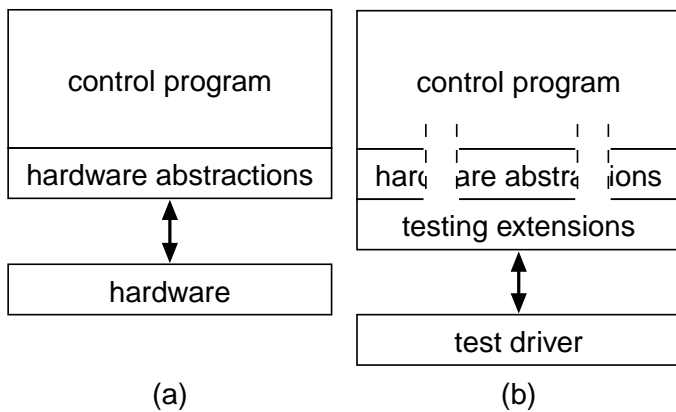 control program
hardware abstractions
hardware
(a)
control program
hardware abstractions
testing extensions
test driver
(b)